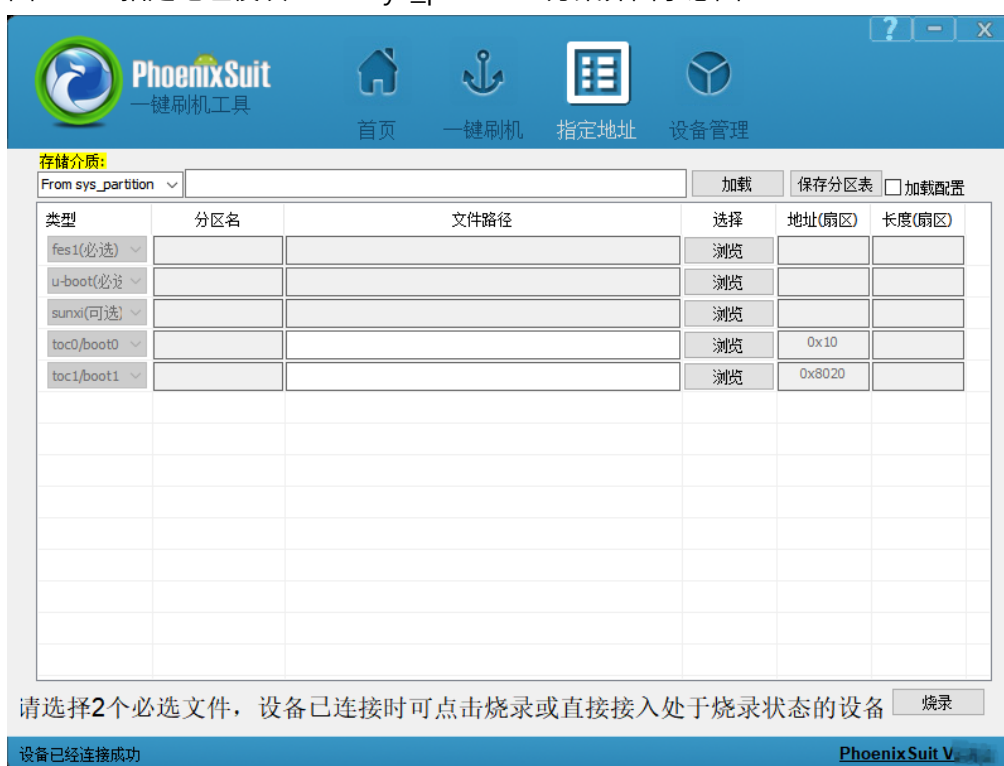 ? - x
PhoenixSuit
一键刷机工具
首页 一键刷机 指定地址 设备管理
存储介质:
From sys_partition 加载 保存分区表 加载配置
类型 分区名 文件路径 选择 地址(扇区) 长度(扇区)
fes1(必选) 浏览
u-boot(必选 浏览
sunxi(可选) 浏览
toc0/boot0 浏览 0x10
toc1/boot1 浏览 0x8020
请选择2个必选文件，设备已连接时可点击烧录或直接接入处于烧录状态的设备 烧录
设备已经连接成功 PhoenixSuit V